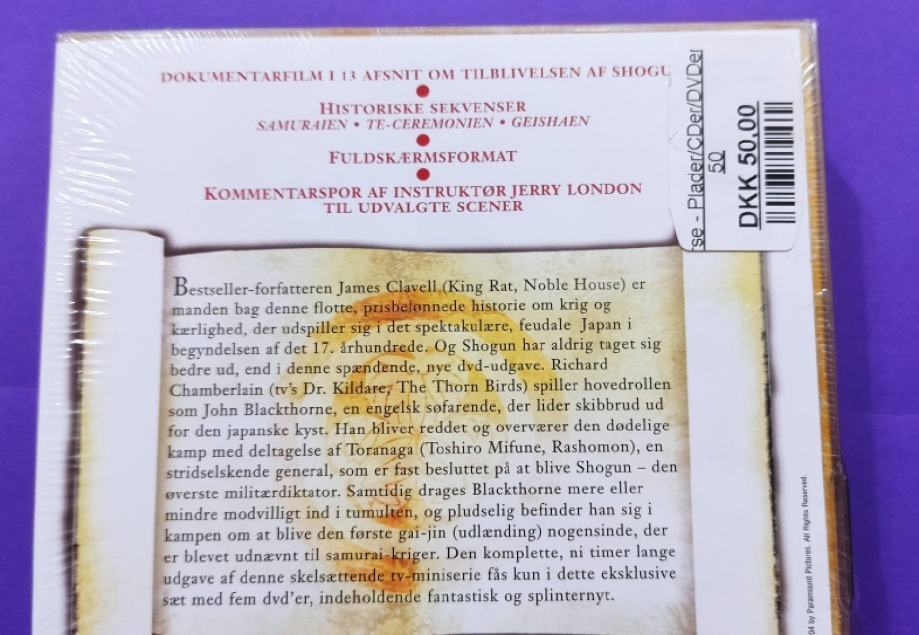 DOKUMENTARFILM I 13 AFSNIT OM TILBLIVELSEN AF SHOGU
HISTORISKE SEKVENSER
SAMURAIEN • TE-CEREMONIEN • GEISHAEN
FULDSKÆRMSFORMAT
KOMMENTARSPOR AF INSTRUKTØR JERRY LONDON
TIL UDVALGTE SCENER
se - Plader/CDer/DVDer
50
DKK 50,00
Bestseller-forfatteren James Clavell (King Rat, Noble House) er
manden bag denne flotte, prisbelønnede historie om krig og
kærlighed, der udspiller sig i det spektakulære, feudale Japan i
begyndelsen af det 17. århundrede. Og Shogun har aldrig taget sig
bedre ud, end i denne spændende, nye dvd-udgave. Richard
Chamberlain (tv's Dr. Kildare, The Thorn Birds) spiller hovedrollen
som John Blackthorne, en engelsk søfarende, der lider skibbrud ud
for den japanske kyst. Han bliver reddet og overværer den dødelige
kamp med deltagelse af Toranaga (Toshiro Mifune, Rashomon), en
stridselskende general, som er fast besluttet på at blive Shogun – den
øverste militærdiktator. Samtidig drages Blackthorne mere eller
mindre modvilligt ind i tumulten, og pludselig befinder han sig i
kampen om at blive den første gai-jin (udlænding) nogensinde, der
er blevet udnævnt til samurai-kriger. Den komplette, ni timer lange
udgave af denne skelsættende tv-miniserie fås kun i dette eksklusive
sæt med fem dvd'er, indeholdende fantastisk og splinternyt.
04 by Paramount Pictures. All Rights Reserved.